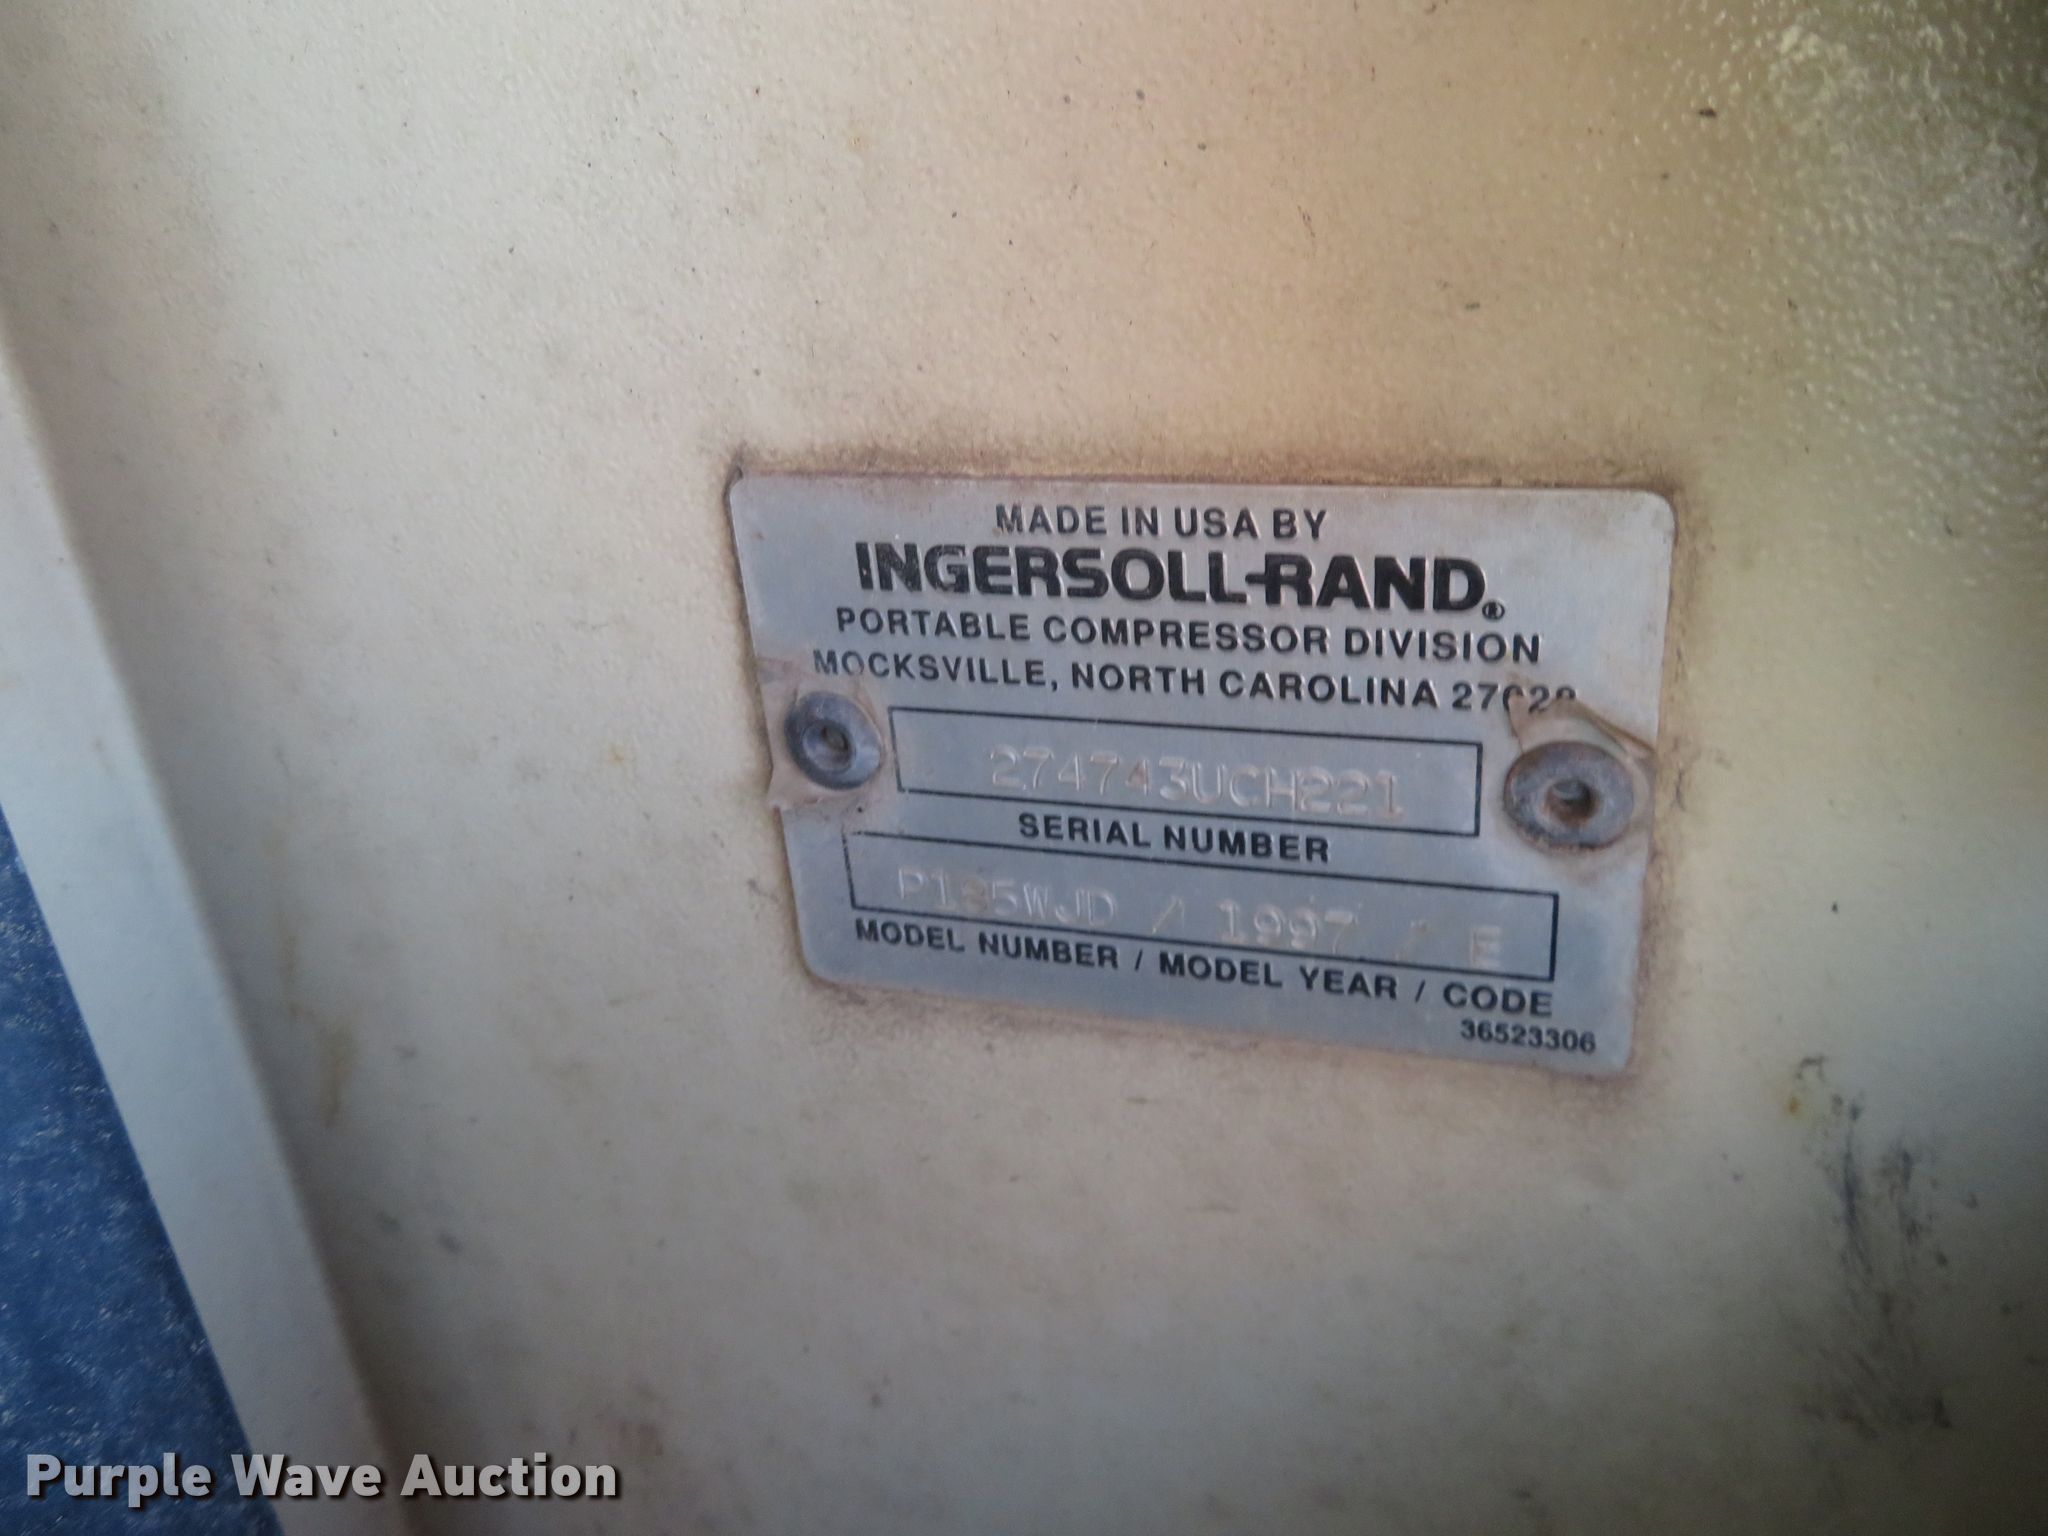 MADE IN USA BY
INGERSOLL-RAND®
PORTABLE COMPRESSOR DIVISION
MOCKSVILLE, NORTH CAROLINA 27028
274743UCH221
SERIAL NUMBER
P185WJD / 1997 / E
MODEL NUMBER / MODEL YEAR / CODE
36523306
Purple Wave Auction